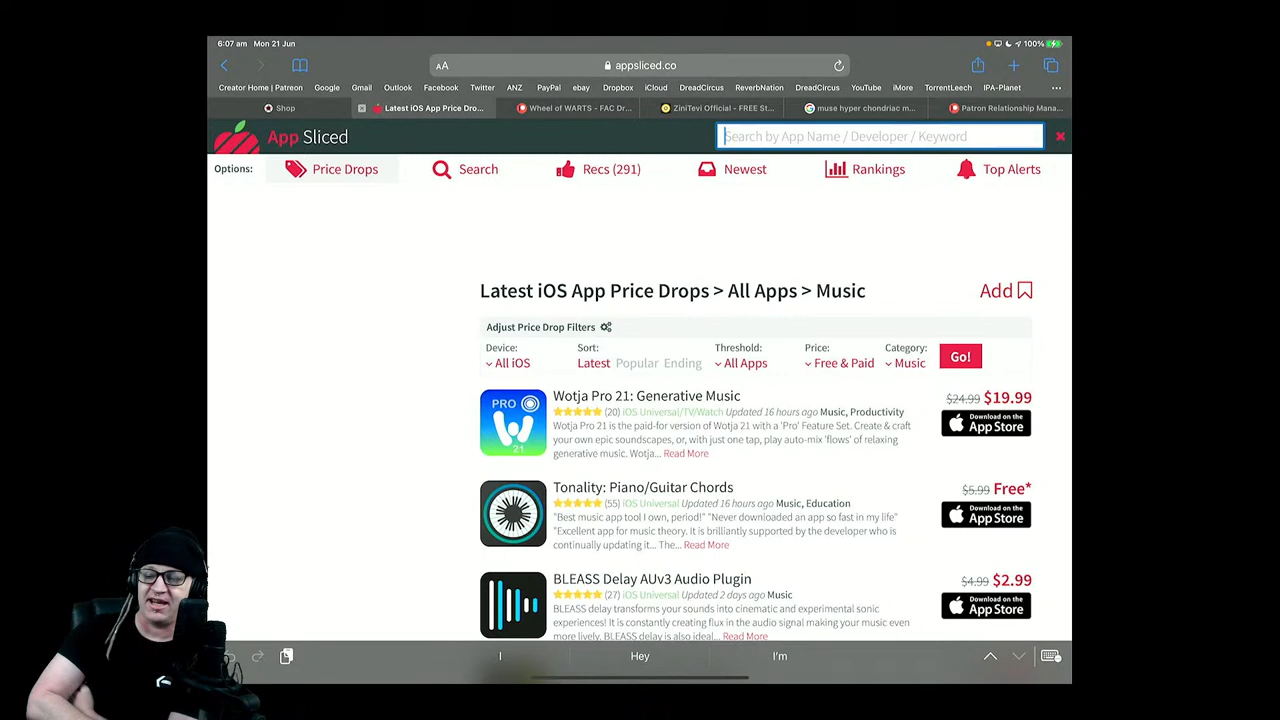 6:07 am Mon 21 Jun
100%
AA
appsliced.co
Creator Home | Patreon Google Gmail Outlook Facebook Twitter ANZ PayPal ebay Dropbox iCloud DreadCircus ReverbNation DreadCircus YouTube iMore TorrentLeech IPA-Planet
Shop Latest iOS App Price Dro... Wheel of WARTS - FAC Dr... ZiniTevi Official - FREE St... muse hyper chondriac m... Patron Relationship Mana...
App Sliced
Search by App Name / Developer / Keyword
Options: Price Drops Search Recs (291) Newest Rankings Top Alerts
Latest iOS App Price Drops > All Apps > Music
Add
Adjust Price Drop Filters
Device: Sort: Threshold: Price: Category:
All iOS Latest Popular Ending All Apps Free & Paid Music Go!
PRO
21
Wotja Pro 21: Generative Music
$24.99 $19.99
(20) iOS Universal/TV/Watch Updated 16 hours ago Music, Productivity
Wotja Pro 21 is the paid-for version of Wotja 21 with a 'Pro' Feature Set. Create & craft
your own epic soundscapes, or, with just one tap, play auto-mix 'flows' of relaxing
generative music. Wotja... Read More
Download on the
App Store
Tonality: Piano/Guitar Chords
$5.99 Free*
(55) iOS Universal Updated 16 hours ago Music, Education
"Best music app tool I own, period!" "Never downloaded an app so fast in my life"
"Excellent app for music theory. It is brilliantly supported by the developer who is
continually updating it... The... Read More
Download on the
App Store
BLEASS Delay AUv3 Audio Plugin
$4.99 $2.99
(27) iOS Universal Updated 2 days ago Music
BLEASS delay transforms your sounds into cinematic and experimental sonic
experiences! It is constantly creating flux in the audio signal making your music even
more lively. BLEASS delay is also ideal... Read More
Download on the
App Store
I Hey I'm